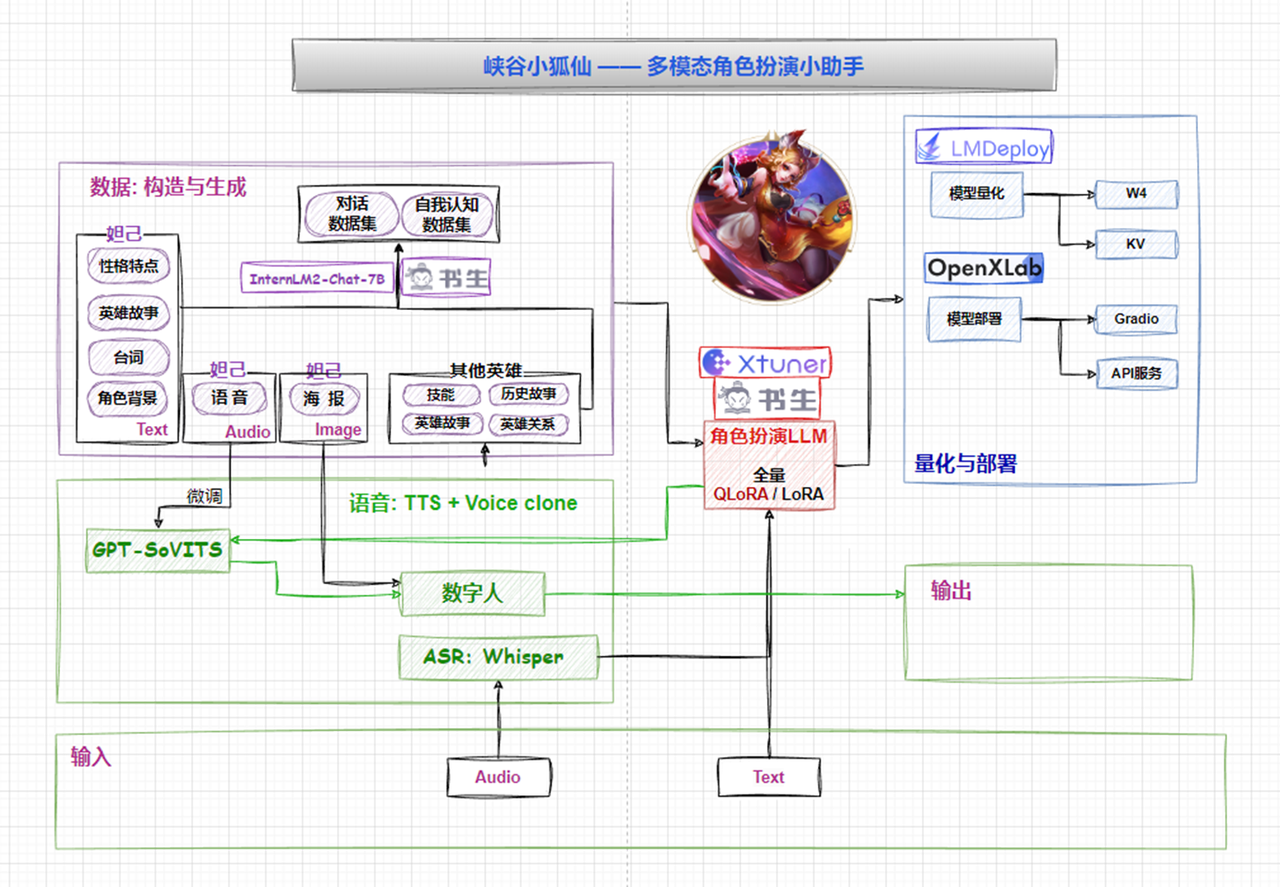 峡谷小狐仙 —— 多模态角色扮演小助手
数据: 构造与生成
对话
数据集
自我认知
数据集
InternLM2-Chat-7B
书生
妲己
性格特点
英雄故事
台词
角色背景
Text
妲己
语 音
Audio
妲己
海 报
Image
其他英雄
技能
历史故事
英雄故事
英雄关系
Xtuner
书生
角色扮演LLM
全量
QLoRA / LoRA
LMDeploy
模型量化
W4
KV
OpenXLab
模型部署
Gradio
API服务
量化与部署
微调
语音: TTS + Voice clone
GPT-SoVITS
数字人
ASR: Whisper
输出
输入
Audio
Text